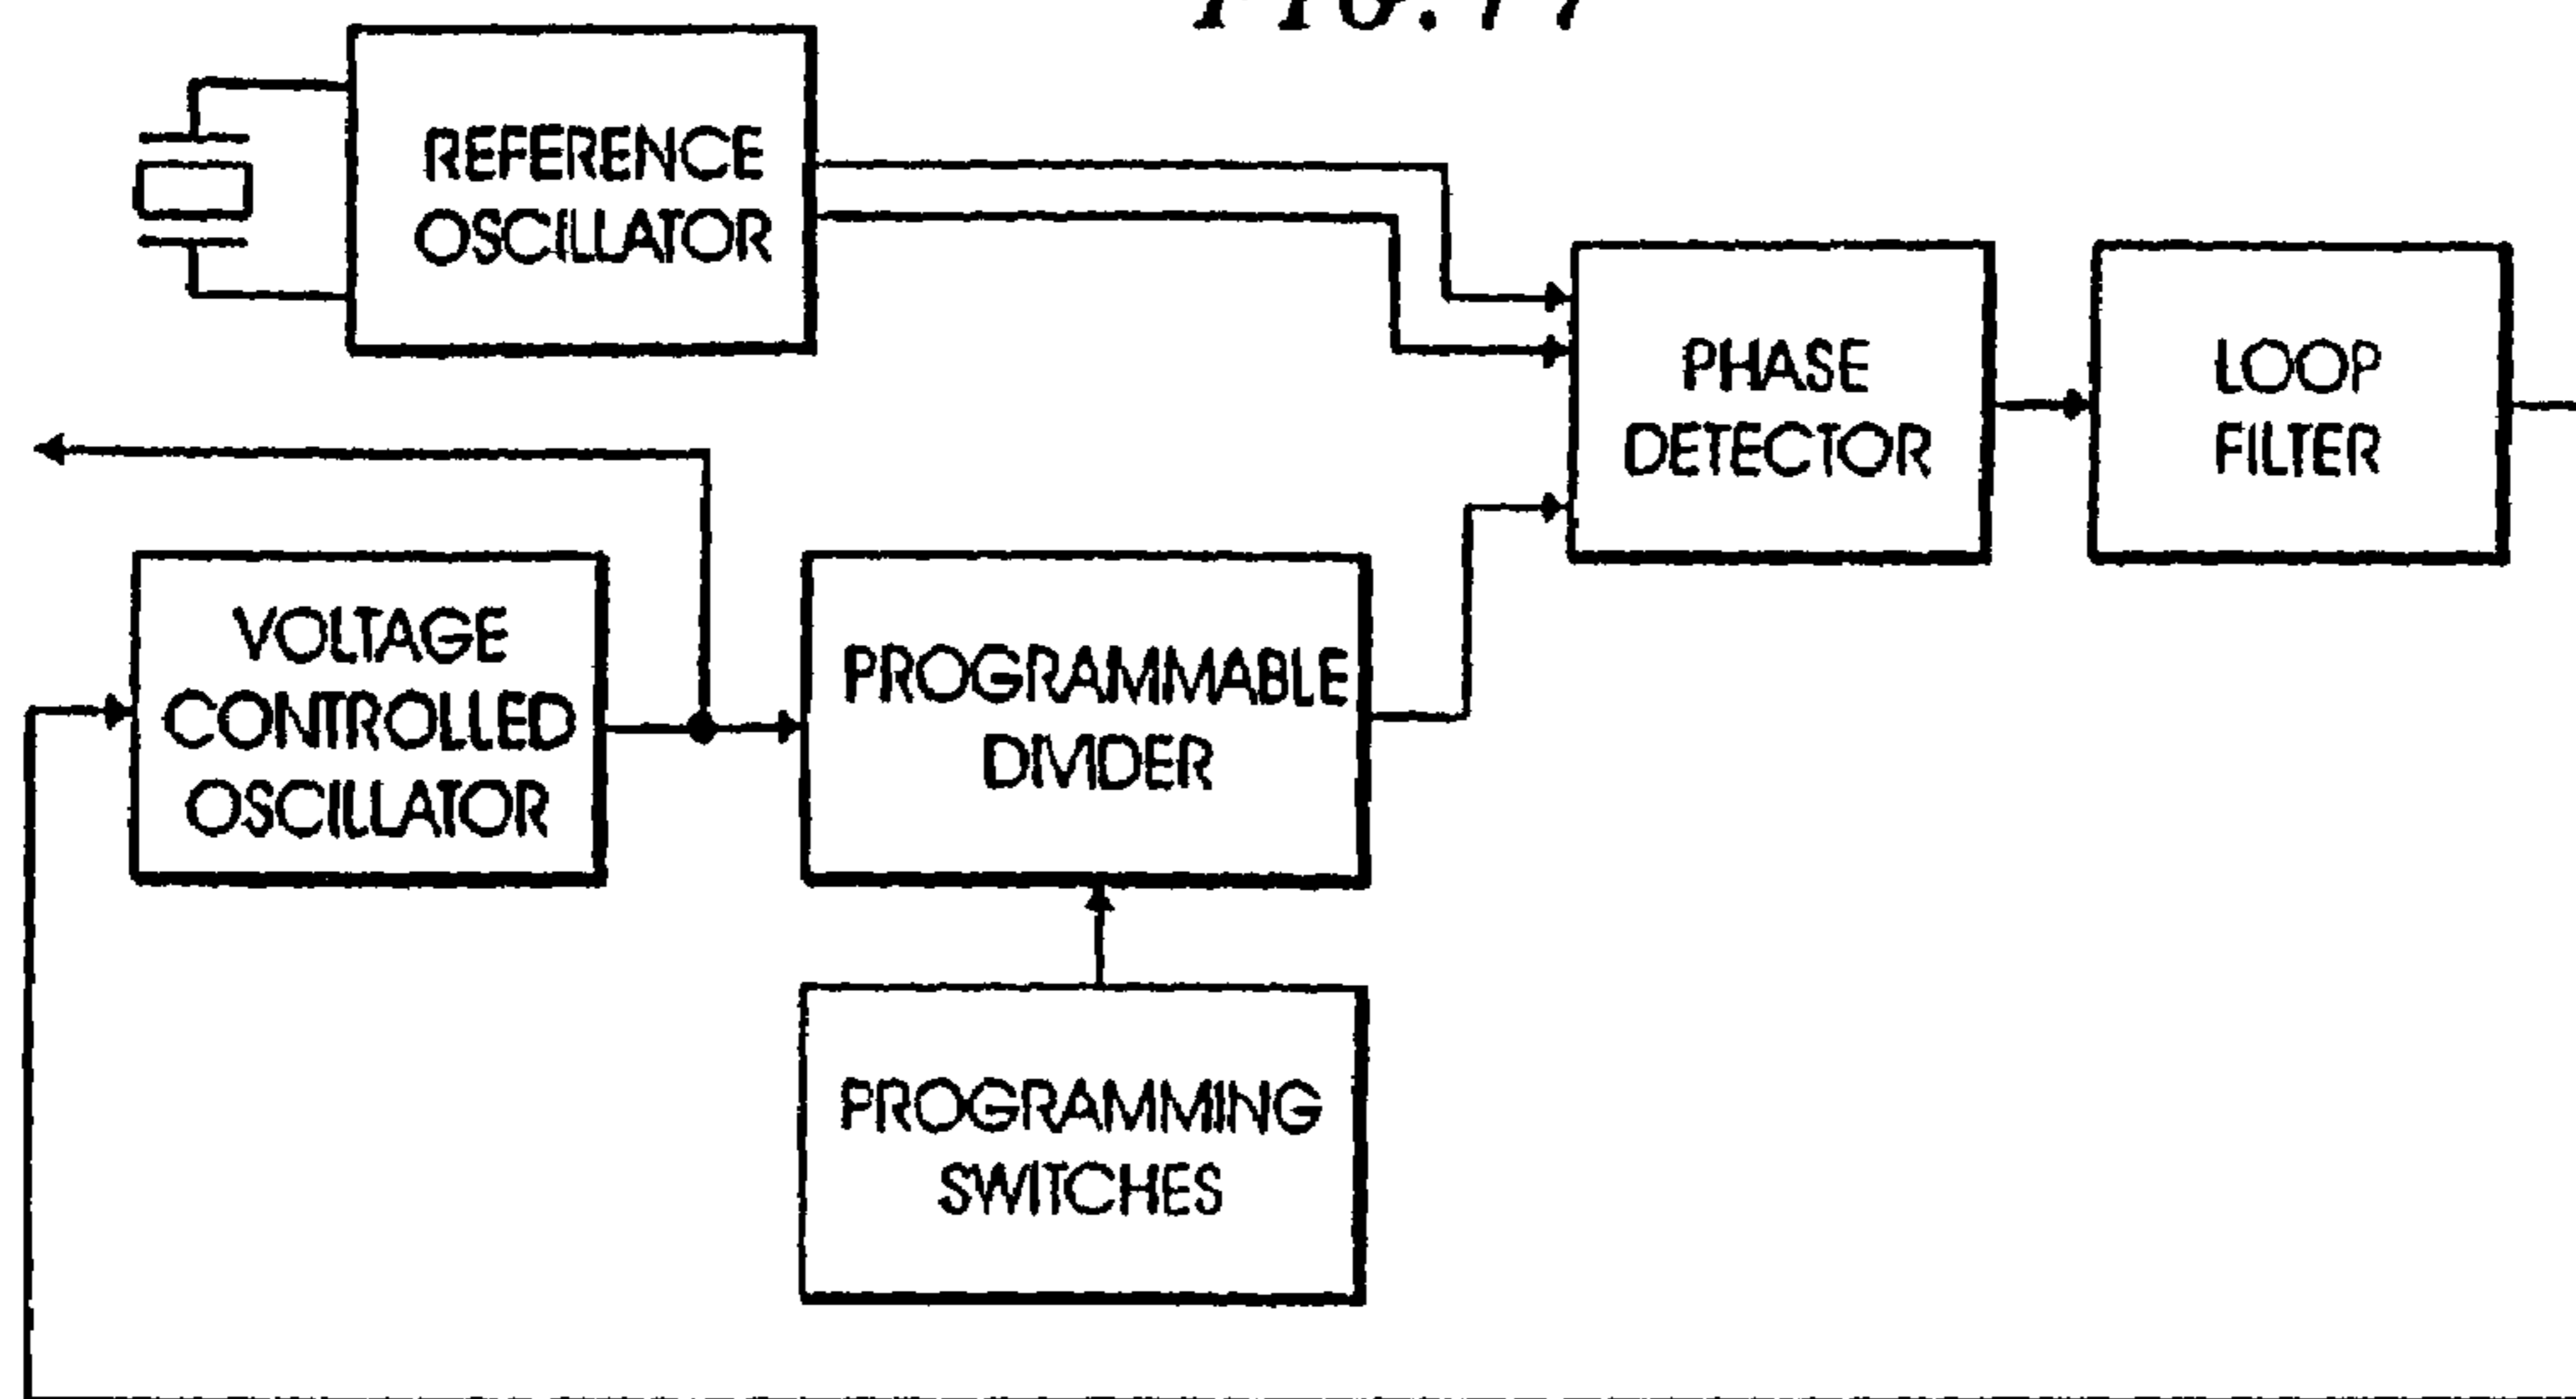 REFERENCE
OSCILLATOR
PHASE
DETECTOR
LOOP
FILTER
VOLTAGE
CONTROLLED
OSCILLATOR
PROGRAMMABLE
DIVIDER
PROGRAMMING
SWITCHES